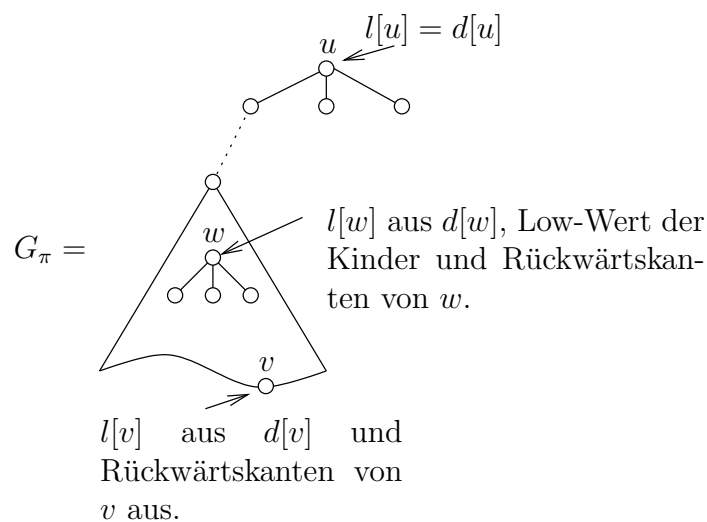 l[u] = d[u]
u
l[w] aus d[w], Low-Wert der
w
G_π =
Kinder und Rückwärtskan-
ten von w.
v
l[v] aus d[v] und
Rückwärtskanten von
v aus.